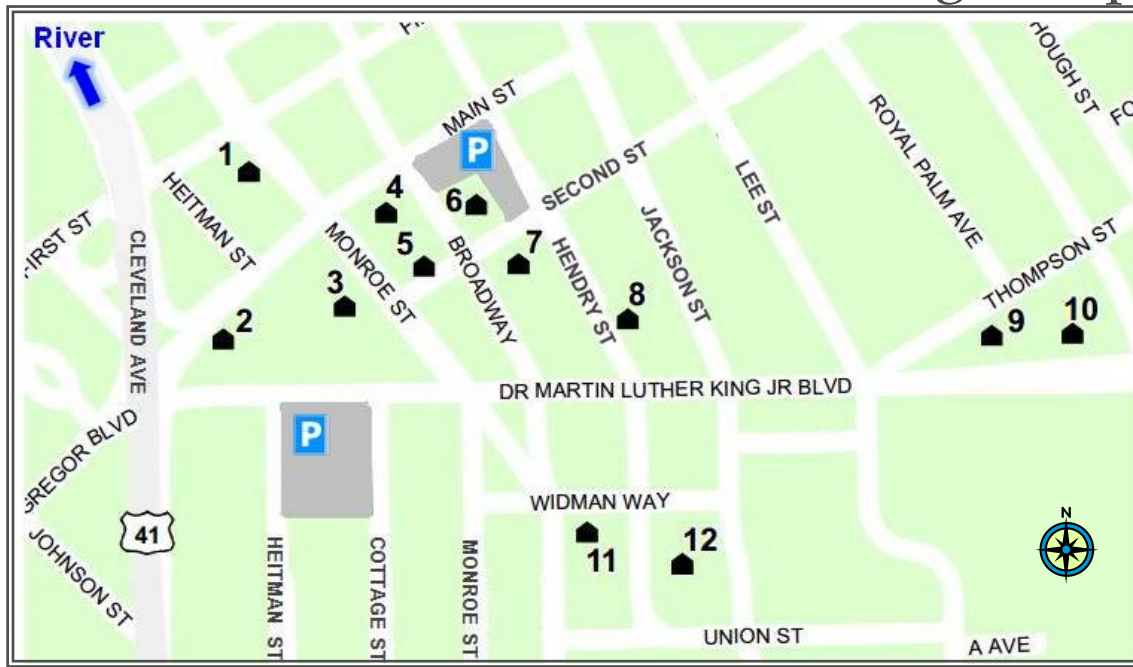 River
MAIN ST
HOUGH ST
ROYAL PALM AVE
1
P
SECOND ST
LEE ST
HEITMAN ST
4
6
FIRST ST
CLEVELAND AVE
MONROE ST
5
BROADWAY
7
HENDRY ST
JACKSON ST
THOMPSON ST
3
2
8
9
10
DR MARTIN LUTHER KING JR BLVD
GREGOR BLVD
P
WIDMAN WAY
41
JOHNSON ST
HEITMAN ST
COTTAGE ST
MONROE ST
11
12
N
UNION ST
A AVE